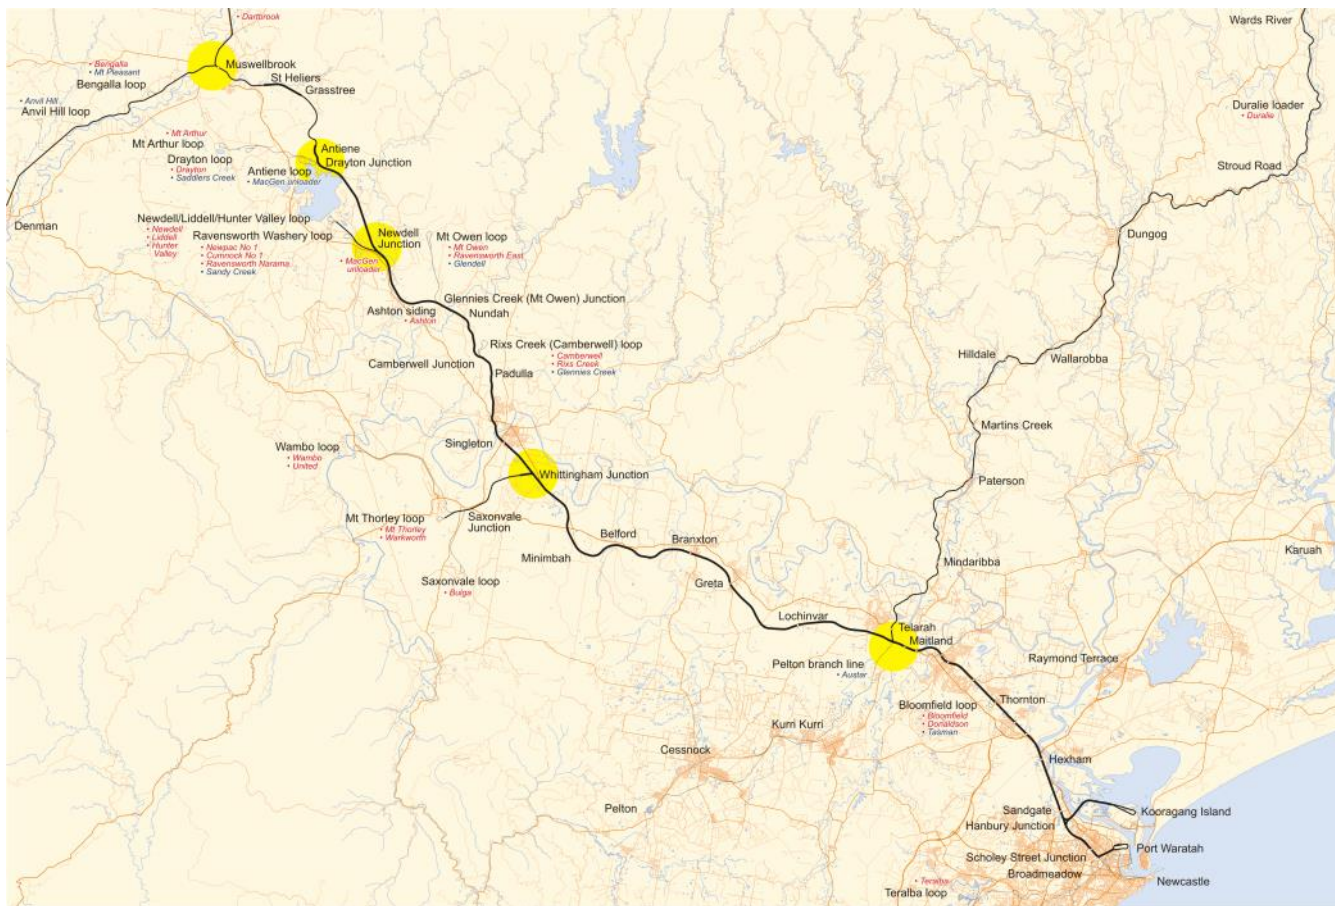 • Dartbrook
Wards River
• Bengalla
• Mt Pleasant
Bengalla loop
Muswellbrook
St Heliers
Grasstree
• Anvil Hill
Anvil Hill loop
Duralie loader
• Duralie
• Mt Arthur
Mt Arthur loop
Antiene
Drayton Junction
Drayton loop
• Drayton
• Saddlers Creek
Antiene loop
• MacGen unloader
Stroud Road
Denman
Newdell/Liddell/Hunter Valley loop
• Newdell
• Liddell
• Hunter
Valley
Ravensworth Washery loop
• Newpac No 1
• Cumnock No 1
• Ravensworth Narama
• Sandy Creek
Newdell
Junction
• MacGen
unloader
Mt Owen loop
• Mt Owen
• Ravensworth East
• Glendell
Dungog
Glennies Creek (Mt Owen) Junction
Ashton siding
• Ashton
Nundah
Rixs Creek (Camberwell) loop
• Camberwell
• Rixs Creek
• Glennies Creek
Camberwell Junction
Padulla
Hilldale
Wallarobba
Martins Creek
Singleton
Wambo loop
• Wambo
• United
Whittingham Junction
Paterson
Mt Thorley loop
• Mt Thorley
• Warkworth
Saxonvale
Junction
Belford
Branxton
Minimbah
Karuah
Mindaribba
Saxonvale loop
• Bulga
Greta
Lochinvar
Telarah
Maitland
Pelton branch line
• Austar
Raymond Terrace
Thornton
Bloomfield loop
• Bloomfield
• Donaldson
• Tasman
Kurri Kurri
Cessnock
Hexham
Pelton
Sandgate
Hanbury Junction
Kooragang Island
Port Waratah
Scholey Street Junction
Broadmeadow
• Teralba
Teralba loop
Newcastle